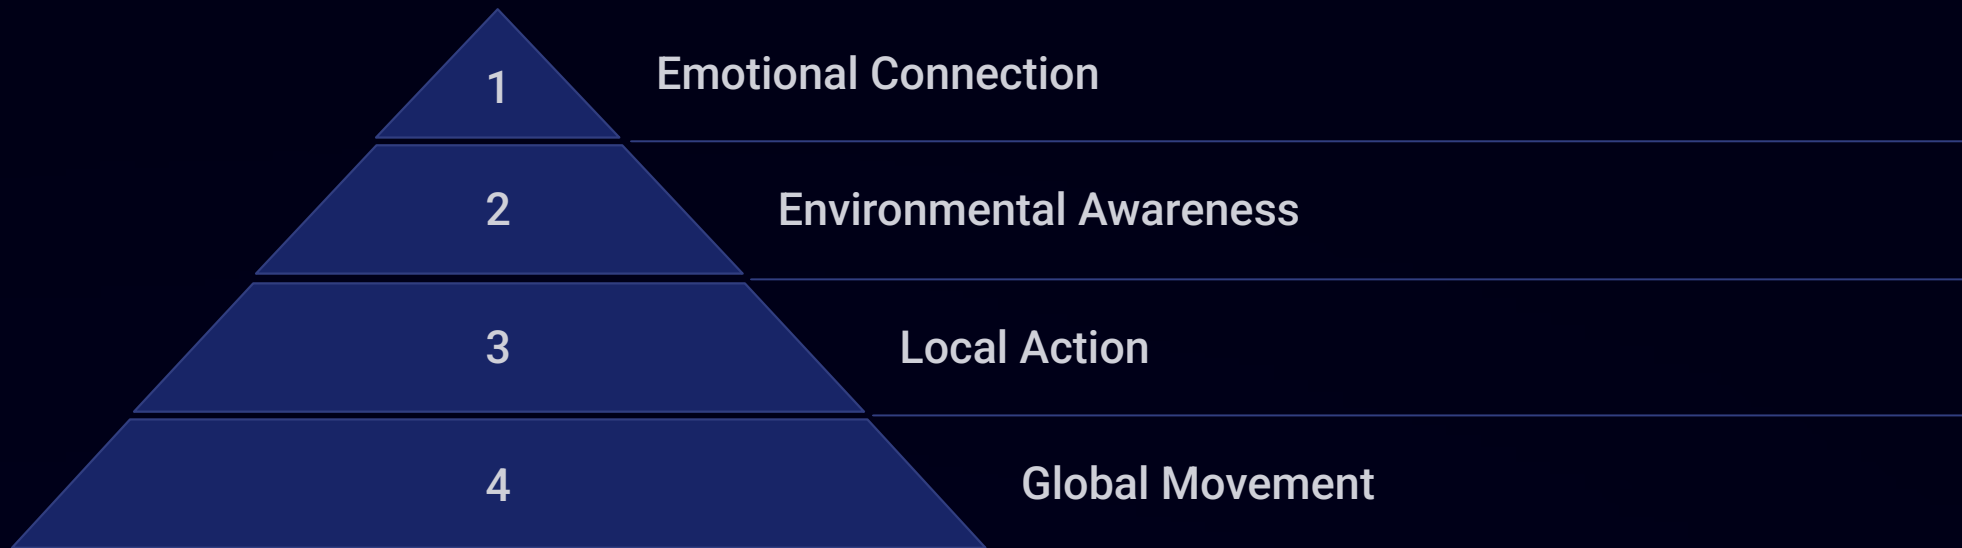 1
Emotional Connection
2
Environmental Awareness
3
Local Action
4
Global Movement